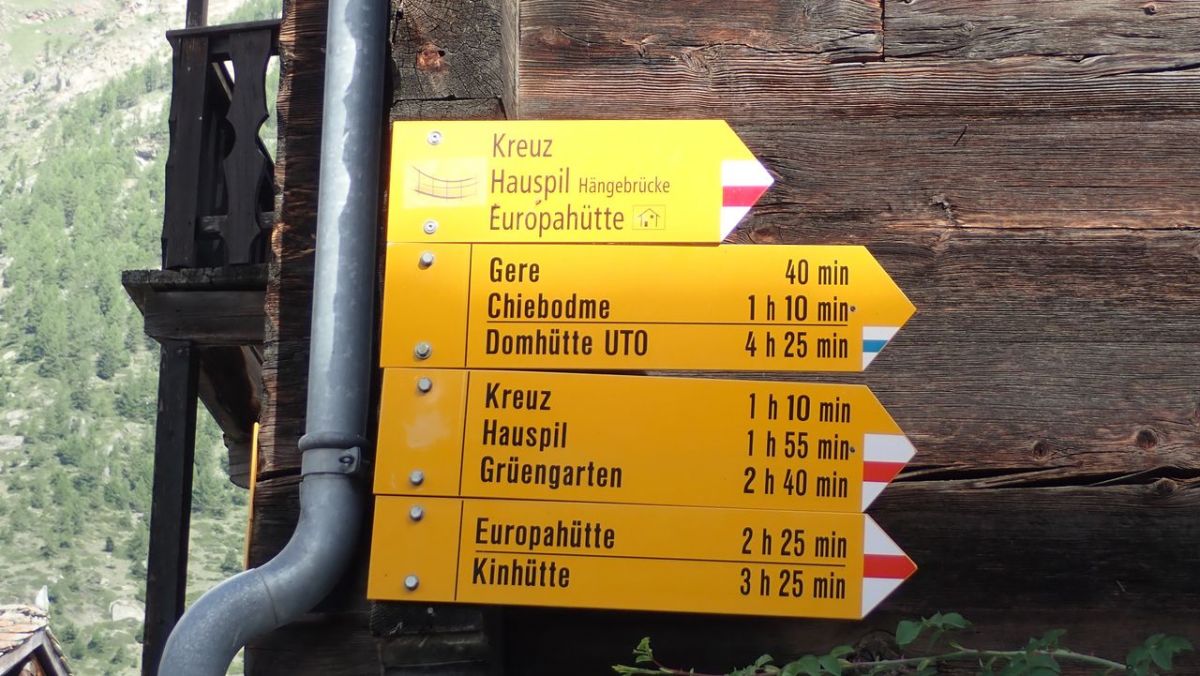 Kreuz
Hauspil Hängebrücke
Europahütte
Gere 40 min
Chiebodme 1 h 10 min
Domhütte UTO 4 h 25 min
Kreuz 1 h 10 min
Hauspil 1 h 55 min
Grüengarten 2 h 40 min
Europahütte 2 h 25 min
Kinhütte 3 h 25 min